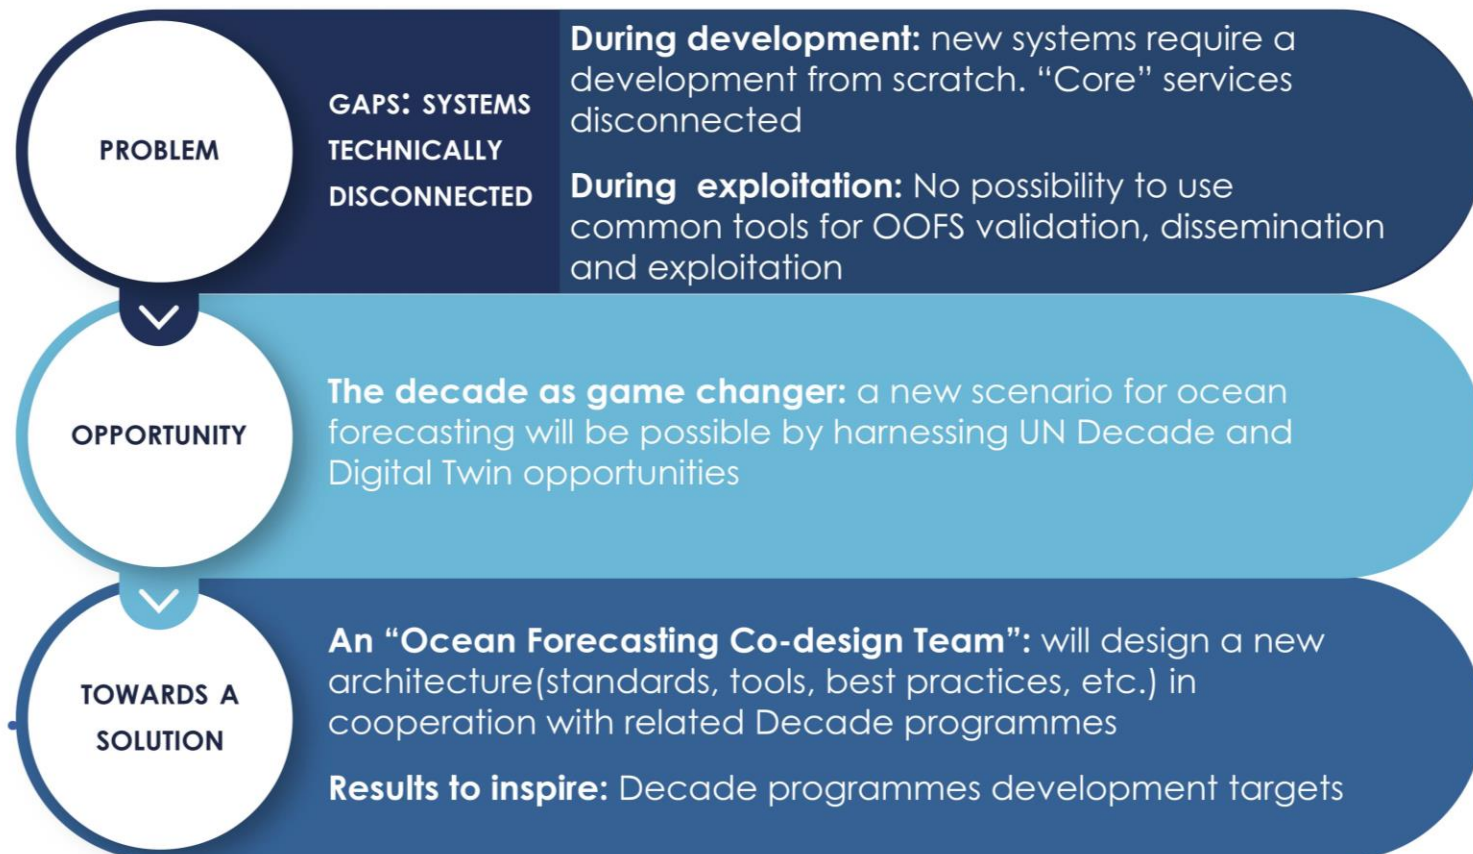 PROBLEM
GAPS: SYSTEMS
TECHNICALLY
DISCONNECTED
During development: new systems require a
development from scratch. “Core” services
disconnected
During  exploitation: No possibility to use
common tools for OOFS validation, dissemination
and exploitation
OPPORTUNITY
The decade as game changer: a new scenario for ocean
forecasting will be possible by harnessing UN Decade and
Digital Twin opportunities
TOWARDS A
SOLUTION
An “Ocean Forecasting Co-design Team”: will design a new
architecture(standards, tools, best practices, etc.) in
cooperation with related Decade programmes
Results to inspire: Decade programmes development targets